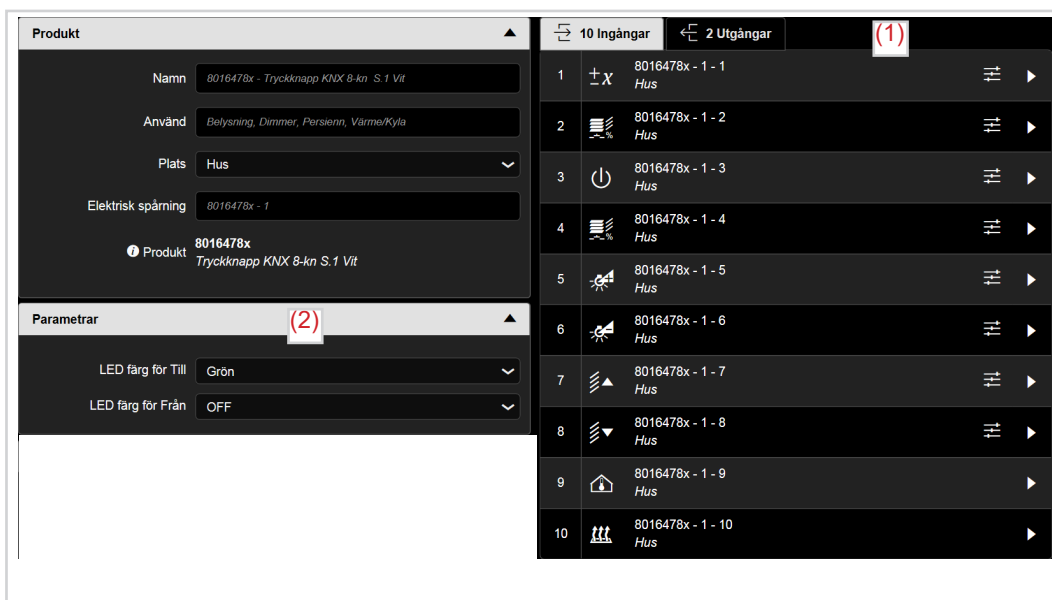 Produkt
Namn 8016478x - Tryckknapp KNX 8-kn S.1 Vit
Använd Belysning, Dimmer, Persienn, Värme/Kyla
Plats Hus
Elektrisk spårning 8016478x - 1
Produkt 8016478x
Tryckknapp KNX 8-kn S.1 Vit
Parametrar (2)
LED färg för Till Grön
LED färg för Från OFF
10 Ingångar 2 Utgångar (1)
1 ±x 8016478x - 1 - 1
Hus
2 % 8016478x - 1 - 2
Hus
3 8016478x - 1 - 3
Hus
4 % 8016478x - 1 - 4
Hus
5 8016478x - 1 - 5
Hus
6 8016478x - 1 - 6
Hus
7 8016478x - 1 - 7
Hus
8 8016478x - 1 - 8
Hus
9 8016478x - 1 - 9
Hus
10 8016478x - 1 - 10
Hus